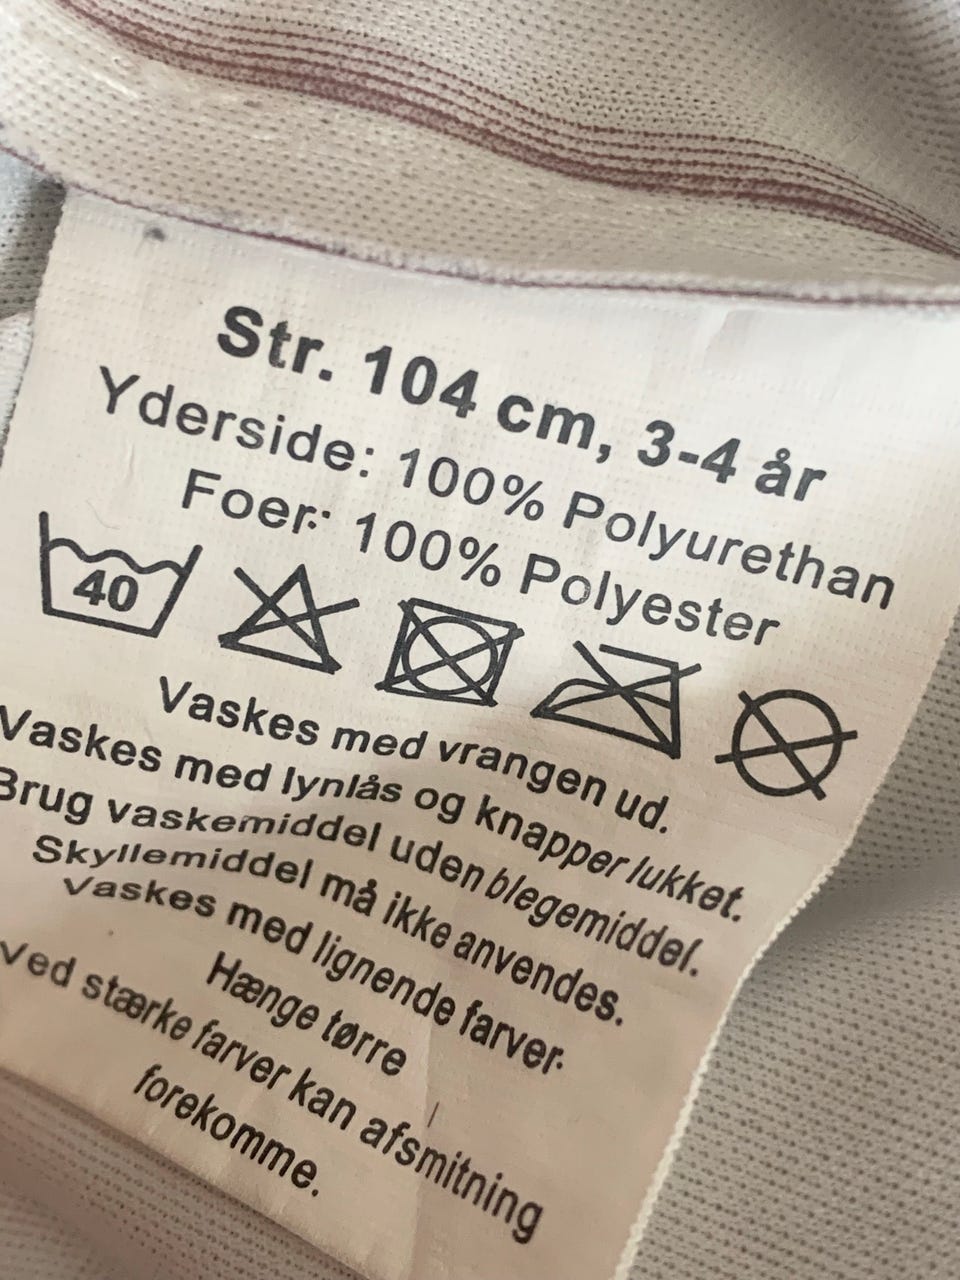 Str. 104 cm, 3-4 år
Yderside: 100% Polyurethan
Foer: 100% Polyester
40
Vaskes med vrangen ud.
Vaskes med lynlås og knapper lukket.
Brug vaskemiddel uden blegemiddel.
Skyllemiddel må ikke anvendes.
Vaskes med lignende farver.
Hænge tørre
Ved stærke farver kan afsmitning
forekomme.